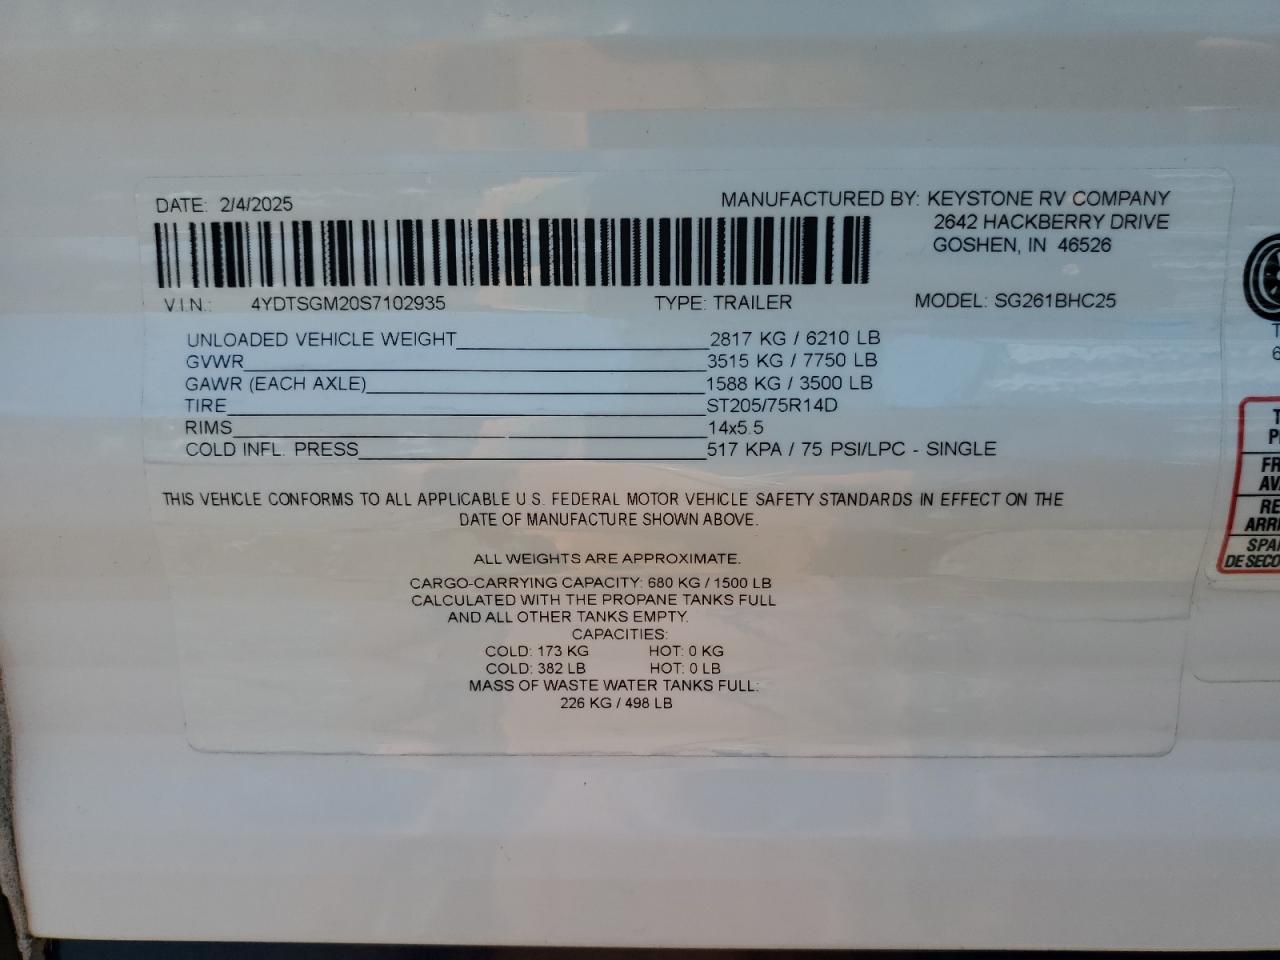 DATE: 2/4/2025
MANUFACTURED BY: KEYSTONE RV COMPANY
2642 HACKBERRY DRIVE
GOSHEN, IN 46526
V.I.N.: 4YDTSGM20S7102935 TYPE: TRAILER MODEL: SG261BHC25
UNLOADED VEHICLE WEIGHT 2817 KG / 6210 LB
GVWR 3515 KG / 7750 LB
GAWR (EACH AXLE) 1588 KG / 3500 LB
TIRE ST205/75R14D
RIMS 14x5.5
COLD INFL. PRESS 517 KPA / 75 PSI/LPC - SINGLE
THIS VEHICLE CONFORMS TO ALL APPLICABLE U.S. FEDERAL MOTOR VEHICLE SAFETY STANDARDS IN EFFECT ON THE
DATE OF MANUFACTURE SHOWN ABOVE.
ALL WEIGHTS ARE APPROXIMATE.
CARGO-CARRYING CAPACITY: 680 KG / 1500 LB
CALCULATED WITH THE PROPANE TANKS FULL
AND ALL OTHER TANKS EMPTY.
CAPACITIES:
COLD: 173 KG HOT: 0 KG
COLD: 382 LB HOT: 0 LB
MASS OF WASTE WATER TANKS FULL:
226 KG / 498 LB
DE SECO